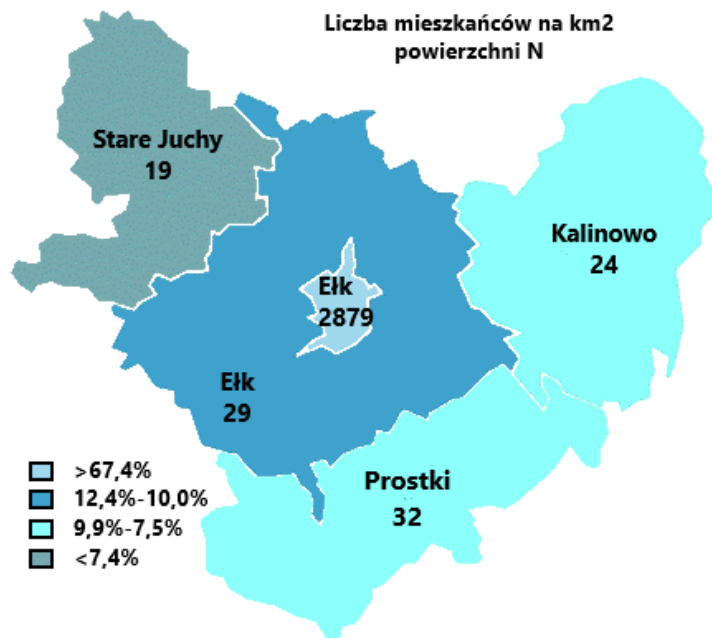 Liczba mieszkańców na km2
powierzchni N
Stare Juchy
19
Kalinowo
24
Ełk
2879
Ełk
29
Prostki
32
>67,4%
12,4%-10,0%
9,9%-7,5%
<7,4%